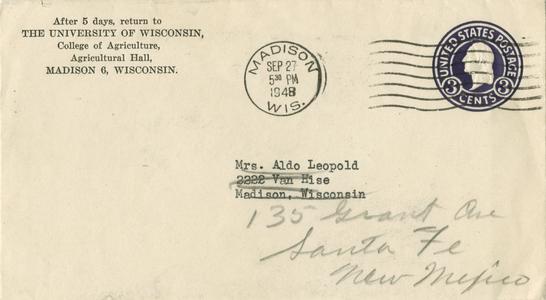 After 5 days, return to
THE UNIVERSITY OF WISCONSIN,
College of Agriculture,
Agricultural Hall,
MADISON 6, WISCONSIN.
MADISON
SEP 27
5 30 PM
1948
WIS.
UNITED STATES POSTAGE
3 CENTS 3
Mrs. Aldo Leopold
2222 Van Hise
Madison, Wisconsin
135 Grant Ave
Santa Fe
New Mexico